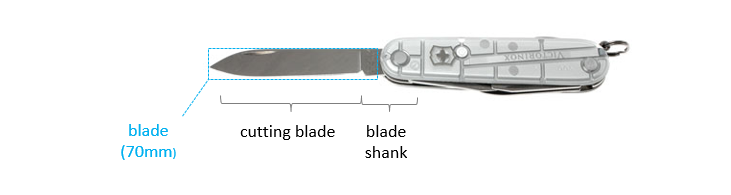 VICTORINOX
blade
(70mm)
cutting blade
blade
shank